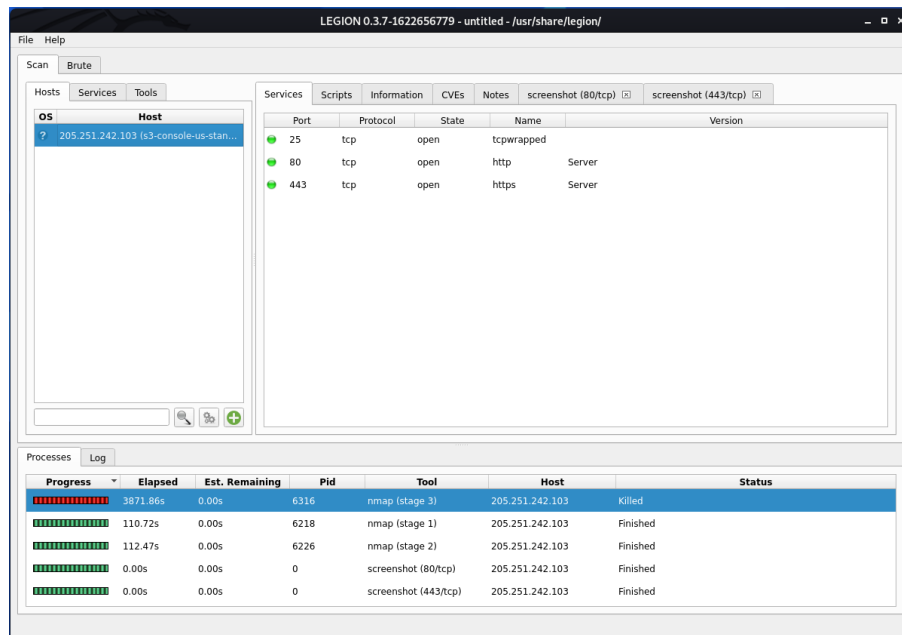 LEGION 0.3.7-1622656779 - untitled - /usr/share/legion/
File Help
Scan Brute
Hosts Services Tools
OS Host
? 205.251.242.103 (s3-console-us-stan...
Services Scripts Information CVEs Notes screenshot (80/tcp) screenshot (443/tcp)
Port Protocol State Name Version
25 tcp open tcpwrapped
80 tcp open http Server
443 tcp open https Server
Processes Log
Progress Elapsed Est. Remaining Pid Tool Host Status
3871.86s 0.00s 6316 nmap (stage 3) 205.251.242.103 Killed
110.72s 0.00s 6218 nmap (stage 1) 205.251.242.103 Finished
112.47s 0.00s 6226 nmap (stage 2) 205.251.242.103 Finished
0.00s 0.00s 0 screenshot (80/tcp) 205.251.242.103 Finished
0.00s 0.00s 0 screenshot (443/tcp) 205.251.242.103 Finished